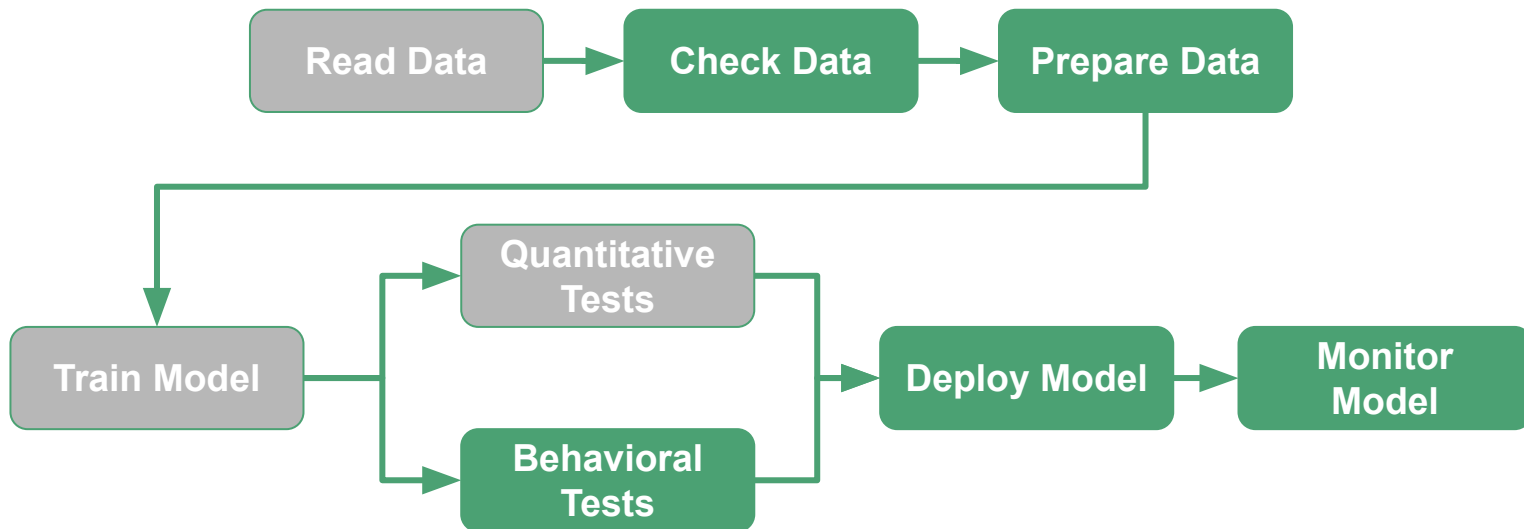 Read Data
Check Data
Prepare Data
Quantitative
Tests
Train Model
Deploy Model
Monitor
Model
Behavioral
Tests